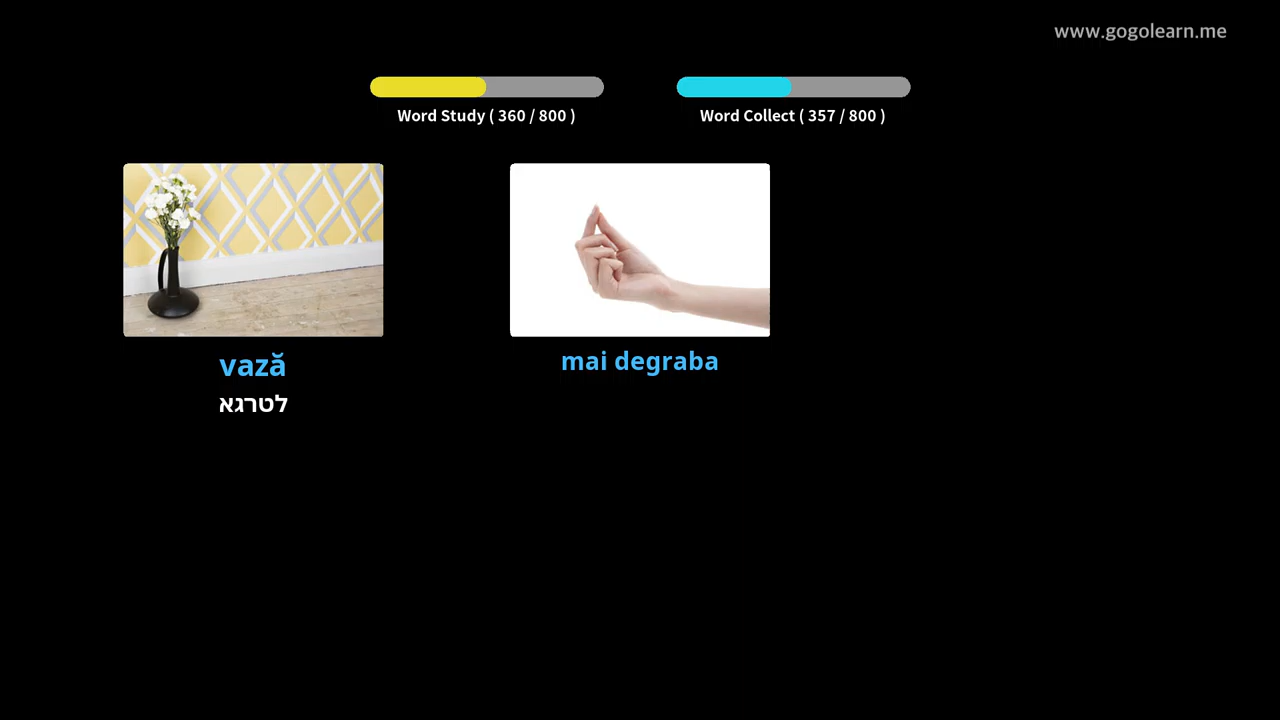 www.gogolearn.me
Word Study ( 360 / 800 )
Word Collect ( 357 / 800 )
vază
לטרגא
mai degraba